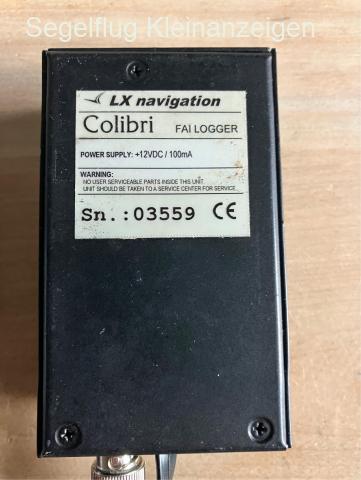 Segelflug Kleinanzeigen
LX navigation
Colibri FAI LOGGER
POWER SUPPLY: +12VDC / 100mA
WARNING:
NO USER SERVICEABLE PARTS INSIDE THIS UNIT
UNIT SHOULD BE TAKEN TO A SERVICE CENTER FOR SERVICE
Sn.:03559 CE